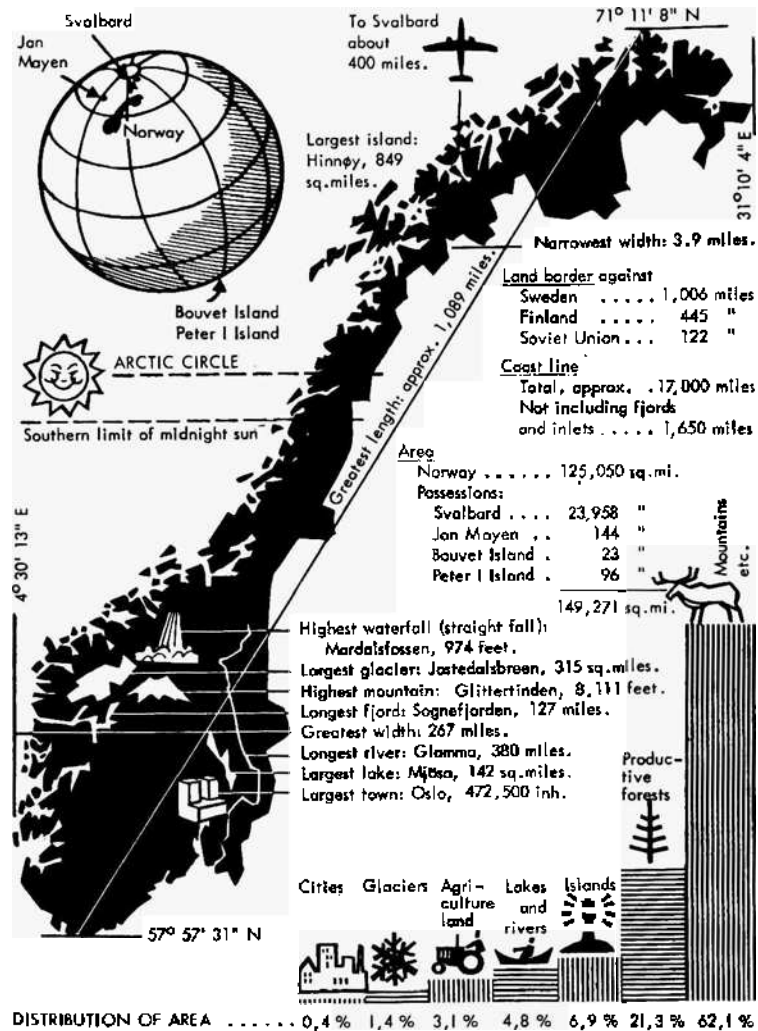 Svalbard
Jan
Mayen
Norway
Bouvet Island
Peter I Island
To Svalbard
about
400 miles.
71° 11' 8" N
31° 10' 4" E
Largest island:
Hinnøy, 849
sq.miles.
Narrowest width: 3.9 miles.
Greatest length: approx. 1,089 miles.
Land border against
Sweden ..... 1,006 miles
Finland ..... 445 "
Soviet Union... 122 "
Coast line
Total, approx. .17,000 miles
Not including fjords
and inlets ..... 1,650 miles
ARCTIC CIRCLE
Southern limit of midnight sun
Area
Norway ...... 125,050 sq.mi.
Possessions:
Svalbard .... 23,958 "
Jan Mayen .. 144 "
Bouvet Island . 23 "
Peter I Island . 96 "
149,271 sq.mi.
4° 30' 13" E
Highest waterfall (straight fall):
Mardalsfossen, 974 feet.
Largest glacier: Jostedalsbreen, 315 sq.miles.
Highest mountain: Glittertinden, 8,111 feet.
Longest fjord: Sognefjorden, 127 miles.
Greatest width: 267 miles.
Longest river: Glomma, 380 miles.
Largest lake: Mjösa, 142 sq.miles.
Largest town: Oslo, 472,500 inh.
57° 57' 31" N
Cities
Glaciers
Agri-
culture
land
Lakes
and
rivers
Islands
Produc-
tive
forests
Mountains
etc.
DISTRIBUTION OF AREA ...... 0,4 % 1,4 % 3,1 % 4,8 % 6,9 % 21,3 % 62,1 %